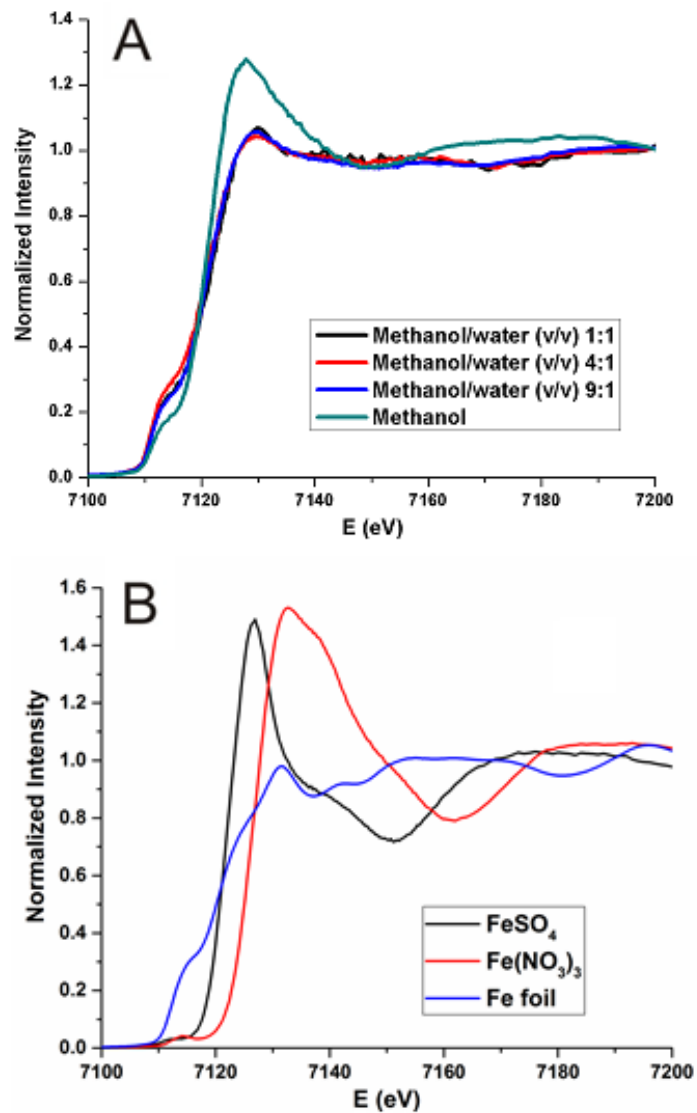 A
1.4
1.2
1.0
0.8
0.6
0.4
0.2
0.0
Normalized Intensity
Methanol/water (v/v) 1:1
Methanol/water (v/v) 4:1
Methanol/water (v/v) 9:1
Methanol
7100 7120 7140 7160 7180 7200
E (eV)
B
1.6
1.4
1.2
1.0
0.8
0.6
0.4
0.2
0.0
Normalized Intensity
FeSO₄
Fe(NO₃)₃
Fe foil
7100 7120 7140 7160 7180 7200
E (eV)